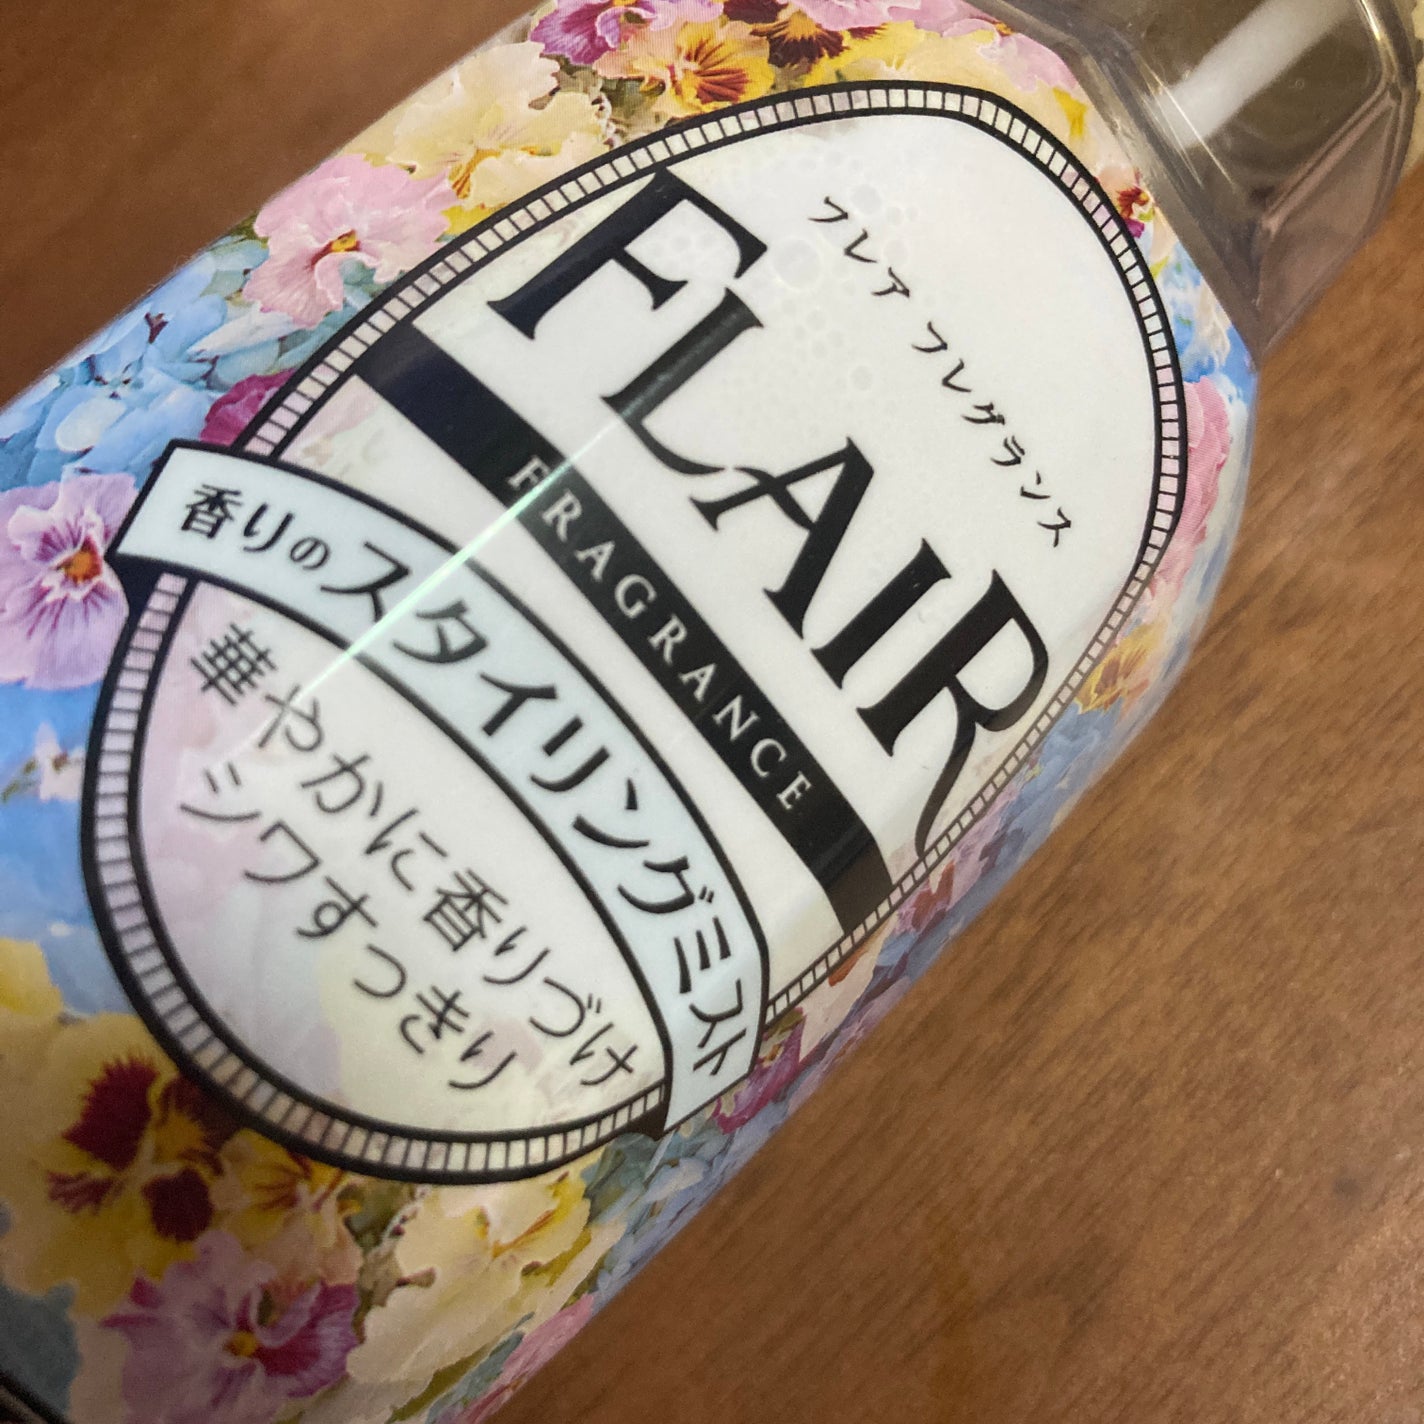 フレア フレグランス
FLAIR
FRAGRANCE
香りのスタイリングミスト
華やかに香りづけ
シワすっきり